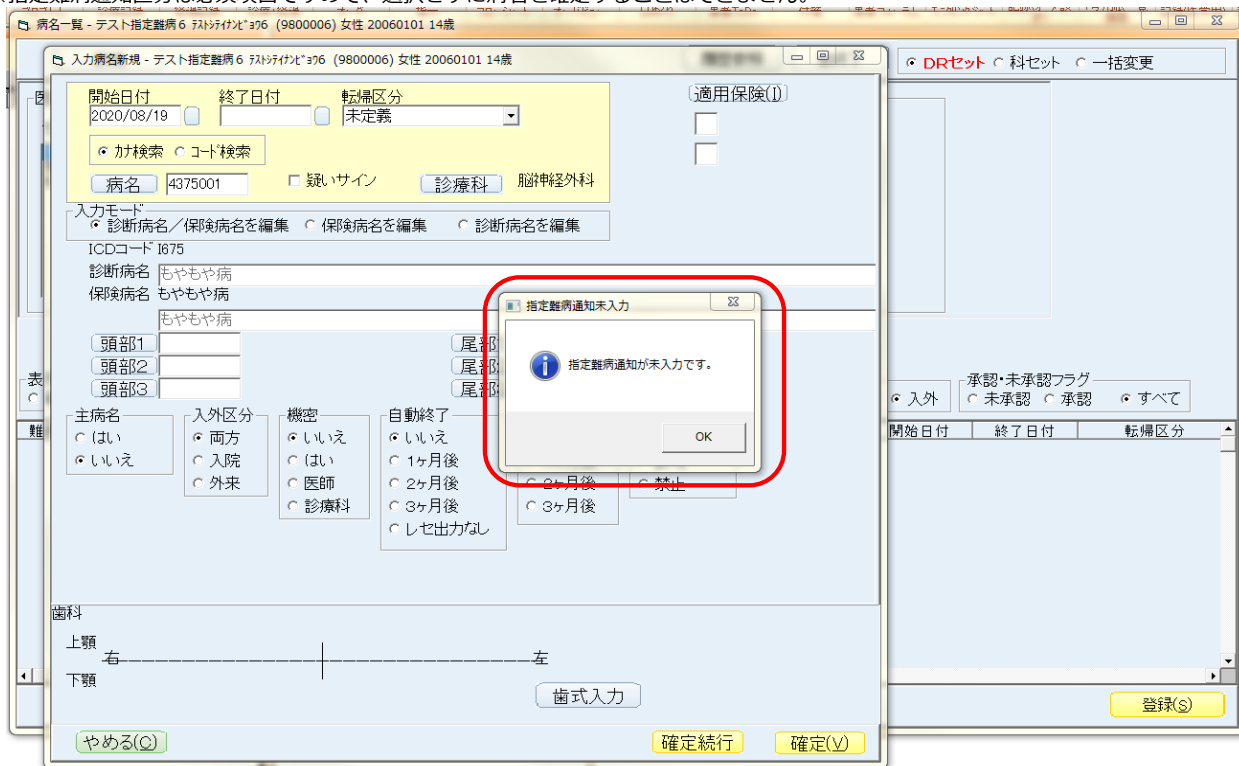 病名一覧 - テスト指定難病６ ﾃｽﾄｼﾃｲﾅﾝﾋﾞｮｳ6 (9800006) 女性 20060101 14歳
入力病名新規 - テスト指定難病６ ﾃｽﾄｼﾃｲﾅﾝﾋﾞｮｳ6 (9800006) 女性 20060101 14歳
DRセット 科セット 一括変更
開始日付 終了日付 転帰区分 適用保険(I)
2020/08/19 未定義
ｶﾅ検索 ｺｰﾄﾞ検索
病名 4375001 疑いサイン 診療科 脳神経外科
入力モード
診断病名／保険病名を編集 保険病名を編集 診断病名を編集
ICDコード I675
診断病名 もやもや病
保険病名 もやもや病
もやもや病
指定難病通知未入力
指定難病通知が未入力です。
OK
頭部1 尾部
頭部2 尾部
頭部3 尾部
表 承認・未承認フラグ
入外 未承認 承認 すべて
主病名 入外区分 機密 自動終了
はい 両方 いいえ いいえ
いいえ 入院 はい 1ヶ月後
外来 医師 2ヶ月後 2ヶ月後 禁止
診療科 3ヶ月後 3ヶ月後
レセ出力なし
難 開始日付 終了日付 転帰区分
歯科
上顎
右 左
下顎
歯式入力
登録(S)
やめる(C) 確定続行 確定(V)